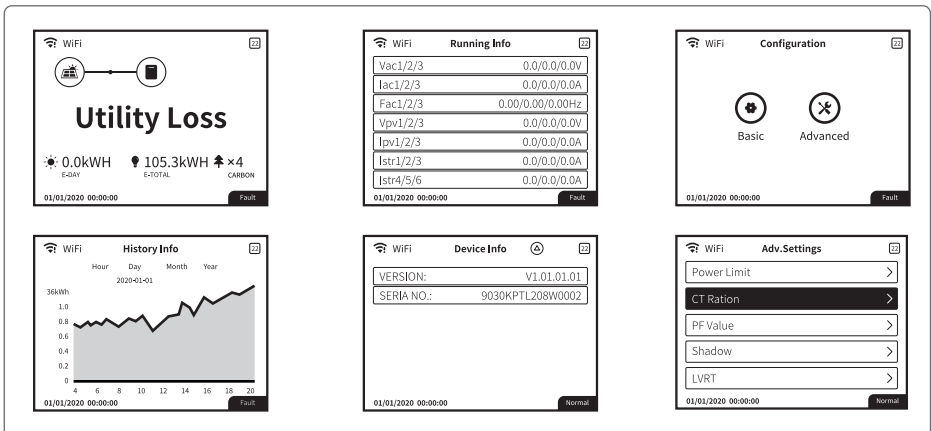 WiFi 22
Utility Loss
0.0kWH 105.3kWH ×4
E-DAY E-TOTAL CARBON
01/01/2020 00:00:00 Fault
WiFi Running Info 22
Vac1/2/3 0.0/0.0/0.0V
Iac1/2/3 0.0/0.0/0.0A
Fac1/2/3 0.00/0.00/0.00Hz
Vpv1/2/3 0.0/0.0/0.0V
Ipv1/2/3 0.0/0.0/0.0A
Istr1/2/3 0.0/0.0/0.0A
Istr4/5/6 0.0/0.0/0.0A
01/01/2020 00:00:00 Fault
WiFi Configuration 22
Basic Advanced
01/01/2020 00:00:00 Fault
WiFi History Info 22
Hour Day Month Year
2020-01-01
36kWh
1.0
0.8
0.6
0.4
0.2
0
4 6 8 10 12 14 16 18 20
01/01/2020 00:00:00 Fault
WiFi Device Info 22
VERSION: V1.01.01.01
SERIA NO.: 9030KPTL208W0002
01/01/2020 00:00:00 Normal
WiFi Adv.Settings 22
Power Limit
CT Ration
PF Value
Shadow
LVRT
01/01/2020 00:00:00 Normal